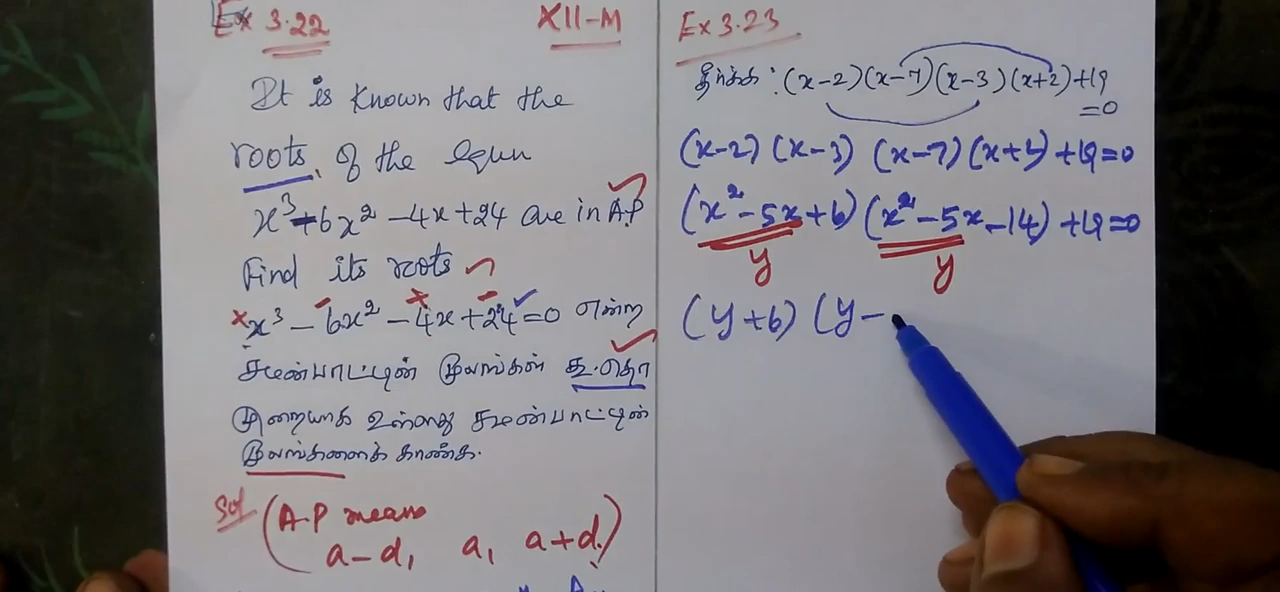 Ex 3.22
XII-M
It is known that the
roots of the equn
x³-6x² -4x+24 are in A.P
Find its roots
x³ - 6x² - 4x + 24 = 0 என்ற
சமன்பாட்டின் மூலங்கள் கூ.தொ
முறையாக உள்ளது சமன்பாட்டின்
மூலங்களைக் காண்க.
Sol
(A.P means
a-d, a, a+d.)
Ex 3.23
தீர்க்க: (x-2)(x-7)(x-3)(x+2)+19
=0
(x-2) (x-3) (x-7) (x+2) +19=0
(x²-5x+6) (x²-5x-14) +19=0
y y
(y+6) (y-